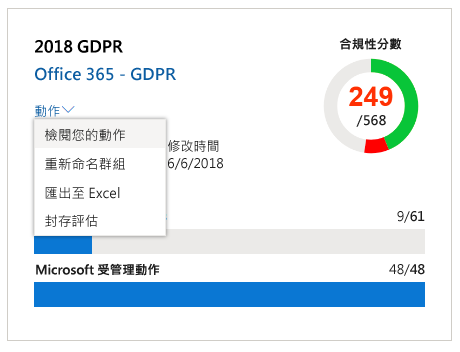 2018 GDPR
Office 365 - GDPR
合規性分數
249
/568
動作
檢閱您的動作
重新命名群組
匯出至 Excel
封存評估
修改時間
6/6/2018
9/61
Microsoft 受管理動作
48/48